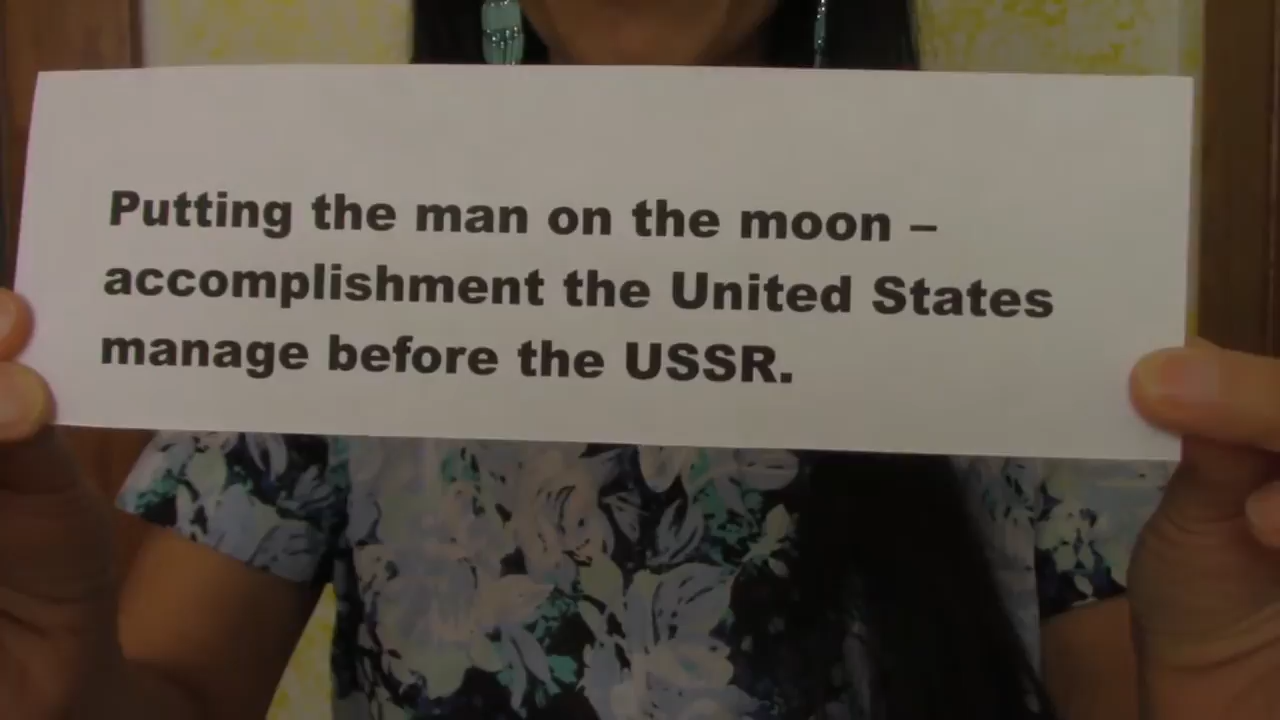 Putting the man on the moon –
accomplishment the United States
manage before the USSR.